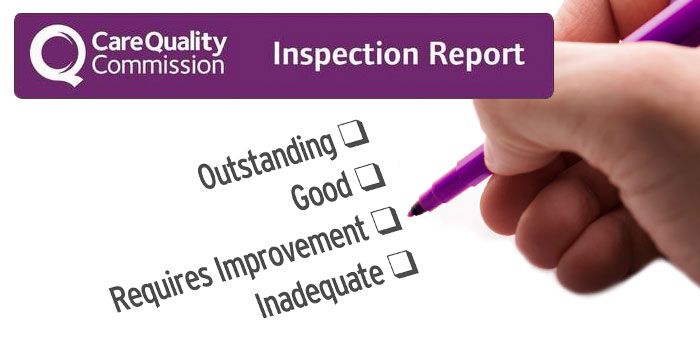 CareQuality
Commission
Inspection Report
Outstanding
Good
Requires Improvement
Inadequate